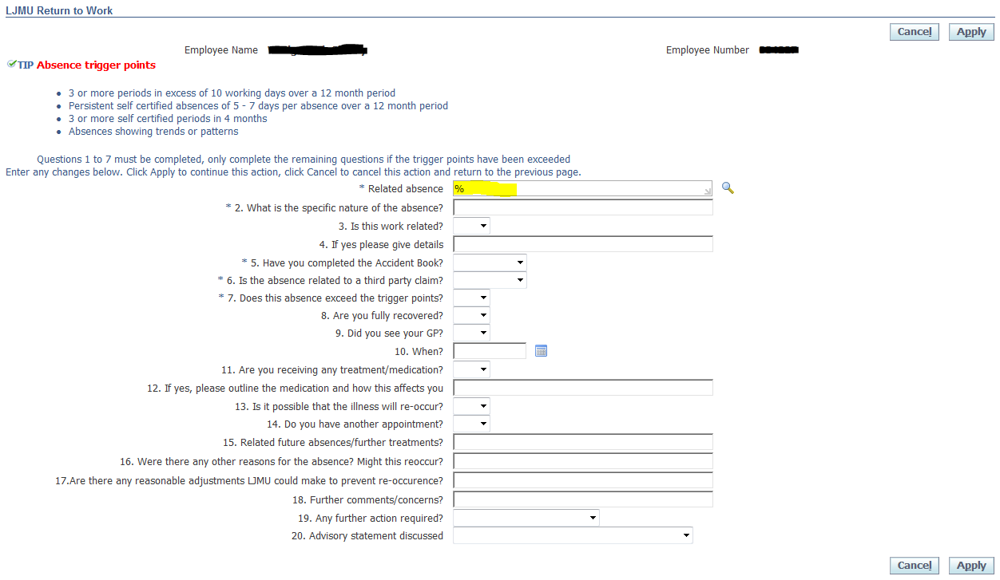 LJMU Return to Work
Cancel Apply
Employee Name Employee Number
TIP Absence trigger points
3 or more periods in excess of 10 working days over a 12 month period
Persistent self certified absences of 5 - 7 days per absence over a 12 month period
3 or more self certified periods in 4 months
Absences showing trends or patterns
Questions 1 to 7 must be completed, only complete the remaining questions if the trigger points have been exceeded
Enter any changes below. Click Apply to continue this action, click Cancel to cancel this action and return to the previous page.
* Related absence %
* 2. What is the specific nature of the absence?
3. Is this work related?
4. If yes please give details
* 5. Have you completed the Accident Book?
* 6. Is the absence related to a third party claim?
* 7. Does this absence exceed the trigger points?
8. Are you fully recovered?
9. Did you see your GP?
10. When?
11. Are you receiving any treatment/medication?
12. If yes, please outline the medication and how this affects you
13. Is it possible that the illness will re-occur?
14. Do you have another appointment?
15. Related future absences/further treatments?
16. Were there any other reasons for the absence? Might this reoccur?
17.Are there any reasonable adjustments LJMU could make to prevent re-occurence?
18. Further comments/concerns?
19. Any further action required?
20. Advisory statement discussed
Cancel Apply